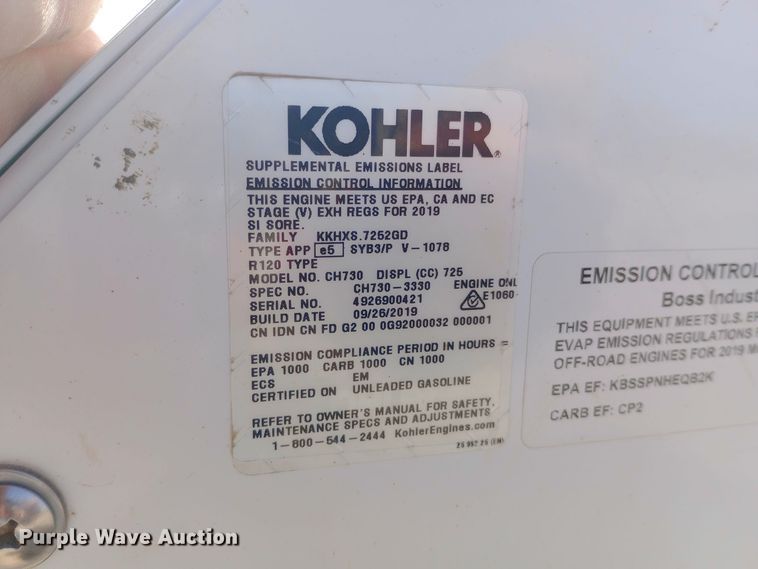 KOHLER®
SUPPLEMENTAL EMISSIONS LABEL
EMISSION CONTROL INFORMATION
THIS ENGINE MEETS US EPA, CA AND EC
STAGE (V) EXH REGS FOR 2019
SI SORE.
FAMILY KKHXS.7252GD
TYPE APP e5 SYB3/P V-1078
R120 TYPE
MODEL NO. CH730 DISPL (CC) 725
SPEC NO. CH730-3330 ENGINE ONL
SERIAL NO. 4926900421 E1060
BUILD DATE 09/26/2019
CN IDN CN FD G2 00 0G92000032 000001
EMISSION COMPLIANCE PERIOD IN HOURS =
EPA 1000 CARB 1000 CN 1000
ECS EM
CERTIFIED ON UNLEADED GASOLINE
REFER TO OWNER'S MANUAL FOR SAFETY,
MAINTENANCE SPECS AND ADJUSTMENTS
1-800-544-2444 KohlerEngines.com
EMISSION CONTROL
Boss Indust
THIS EQUIPMENT MEETS U.S. EP
EVAP EMISSION REGULATIONS
OFF-ROAD ENGINES FOR 2019 M
EPA EF: KBSSPNHEQB2K
CARB EF: CP2
Purple Wave Auction